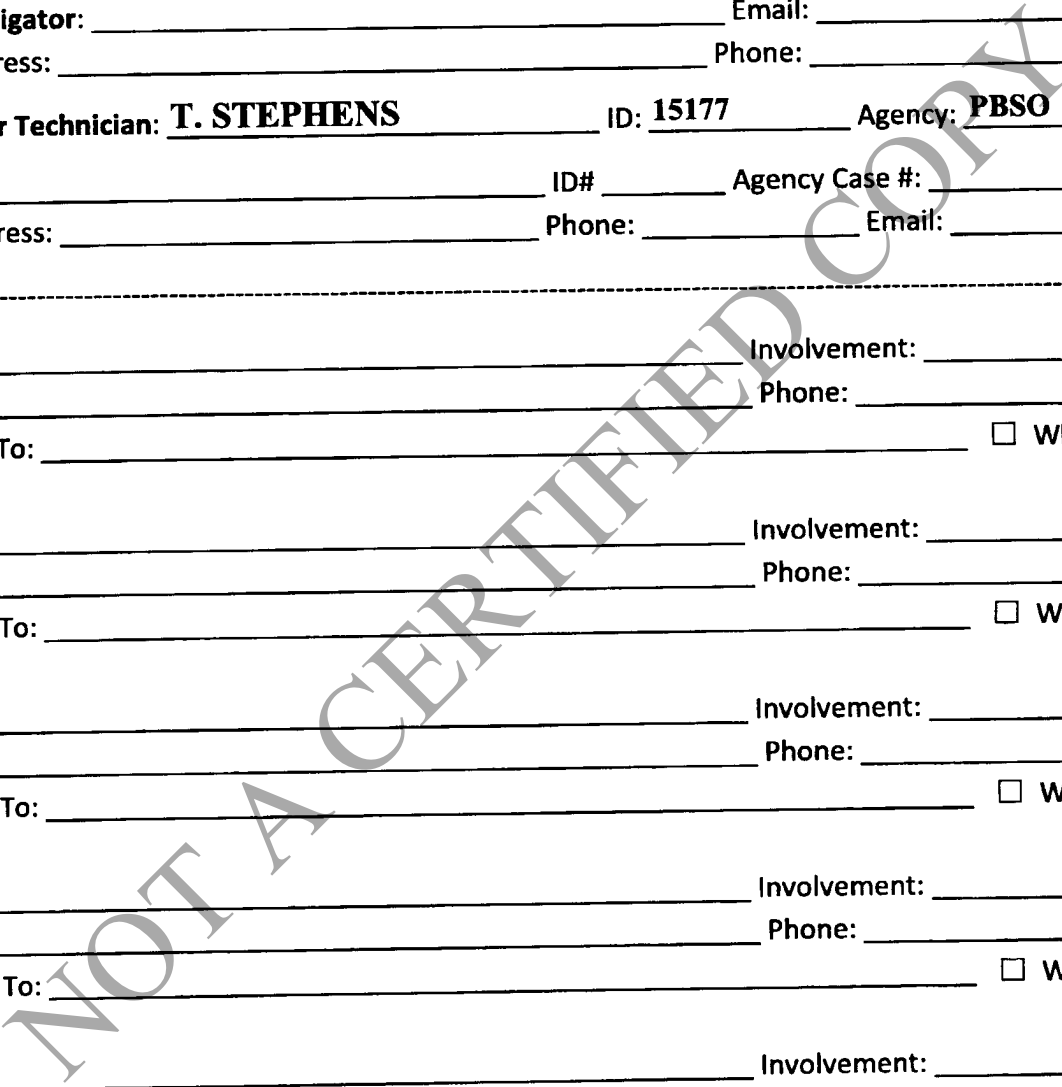 igator: Email:
ress: Phone:
r Technician: T. STEPHENS ID: 15177 Agency: PBSO
ID# Agency Case #:
ress: Phone: Email:
Involvement:
Phone:
To: ☐ W
Involvement:
Phone:
To: ☐ W
Involvement:
Phone:
To: ☐ W
Involvement:
Phone:
To: ☐ W
Involvement:
NOT A CERTIFIED COPY